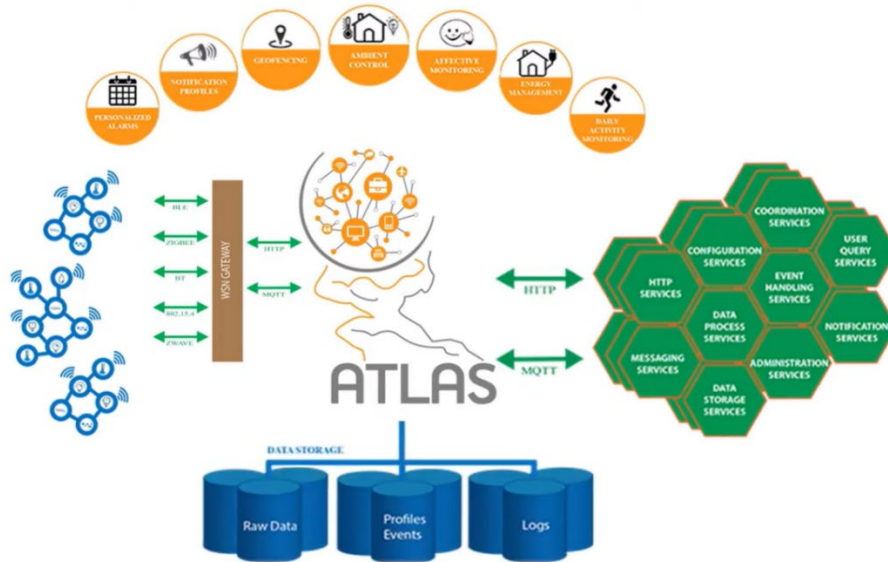 PERSONALIZED
ALARMS
NOTIFICATION
PROFILES
GEOFENCING
AMBIENT
CONTROL
AFFECTIVE
MONITORING
ENERGY
MANAGEMENT
DAILY
ACTIVITY
MONITORING
BLE
ZIGBEE
BT
802.15.4
ZWAVE
WSN GATEWAY
HTTP
MQTT
ATLAS
HTTP
MQTT
COORDINATION
SERVICES
CONFIGURATION
SERVICES
USER
QUERY
SERVICES
HTTP
SERVICES
EVENT
HANDLING
SERVICES
DATA
PROCESS
SERVICES
NOTIFICATION
SERVICES
MESSAGING
SERVICES
ADMINISTRATION
SERVICES
DATA
STORAGE
SERVICES
DATA STORAGE
Raw Data
Profiles
Events
Logs